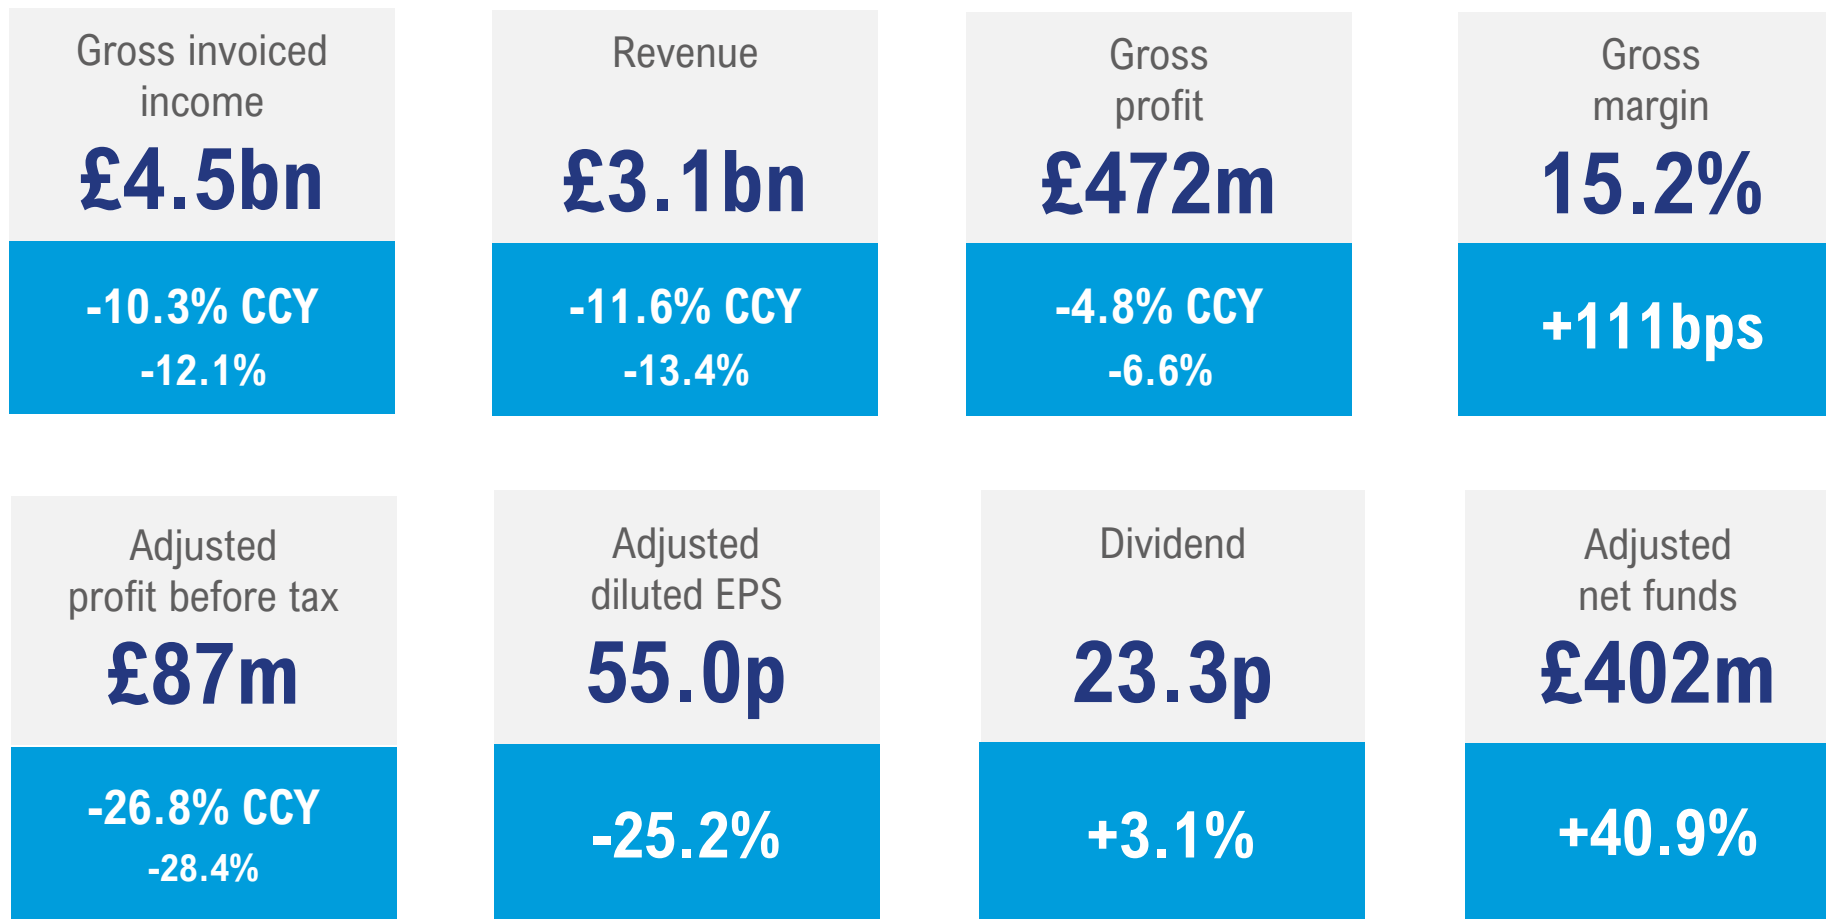 Gross invoiced
income
£4.5bn
-10.3% CCY
-12.1%
Revenue
£3.1bn
-11.6% CCY
-13.4%
Gross
profit
£472m
-4.8% CCY
-6.6%
Gross
margin
15.2%
+111bps
Adjusted
profit before tax
£87m
-26.8% CCY
-28.4%
Adjusted
diluted EPS
55.0p
-25.2%
Dividend
23.3p
+3.1%
Adjusted
net funds
£402m
+40.9%